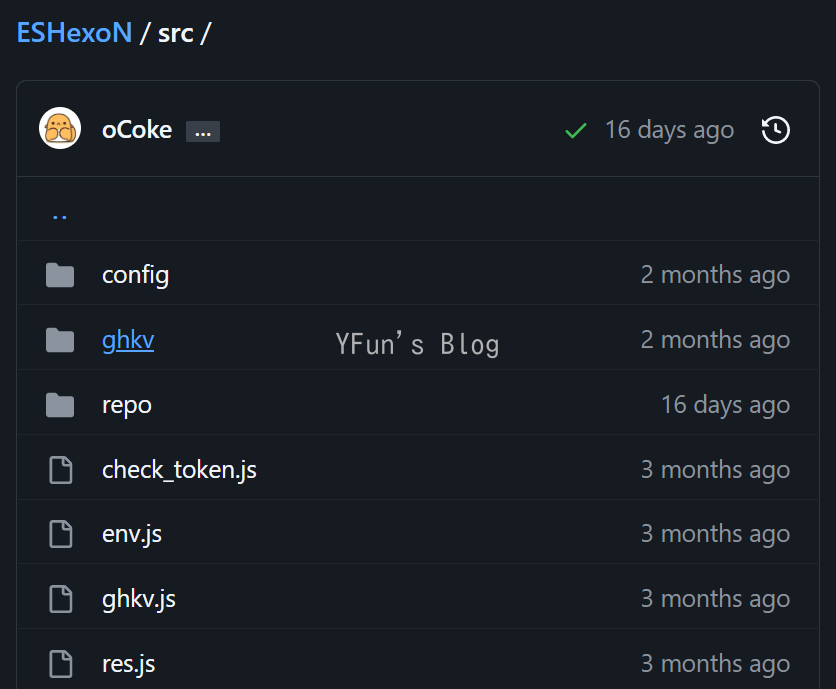 ESHexoN / src /
oCoke ... 16 days ago
..
config 2 months ago
ghkv 2 months ago
YFun's Blog
repo 16 days ago
check_token.js 3 months ago
env.js 3 months ago
ghkv.js 3 months ago
res.js 3 months ago